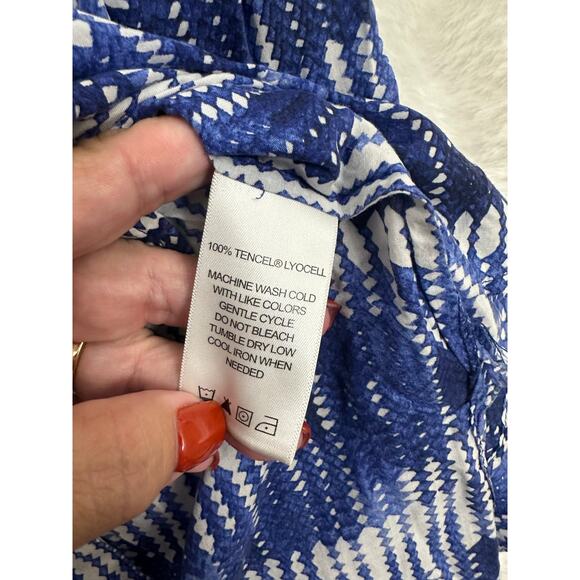 100% TENCEL® LYOCELL
MACHINE WASH COLD
WITH LIKE COLORS
GENTLE CYCLE
DO NOT BLEACH
TUMBLE DRY LOW
COOL IRON WHEN
NEEDED